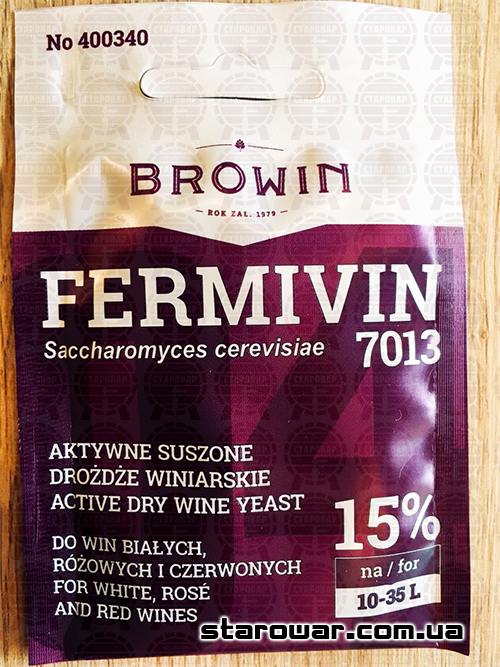 No 400340
BROWIN
ROK ZAŁ. 1979
FERMIVIN
Saccharomyces cerevisiae 7013
AKTYWNE SUSZONE
DROŻDŻE WINIARSKIE
ACTIVE DRY WINE YEAST
15%
na / for
10-35 L
DO WIN BIAŁYCH,
RÓŻOWYCH I CZERWONYCH
FOR WHITE, ROSÉ
AND RED WINES
starowar.com.ua